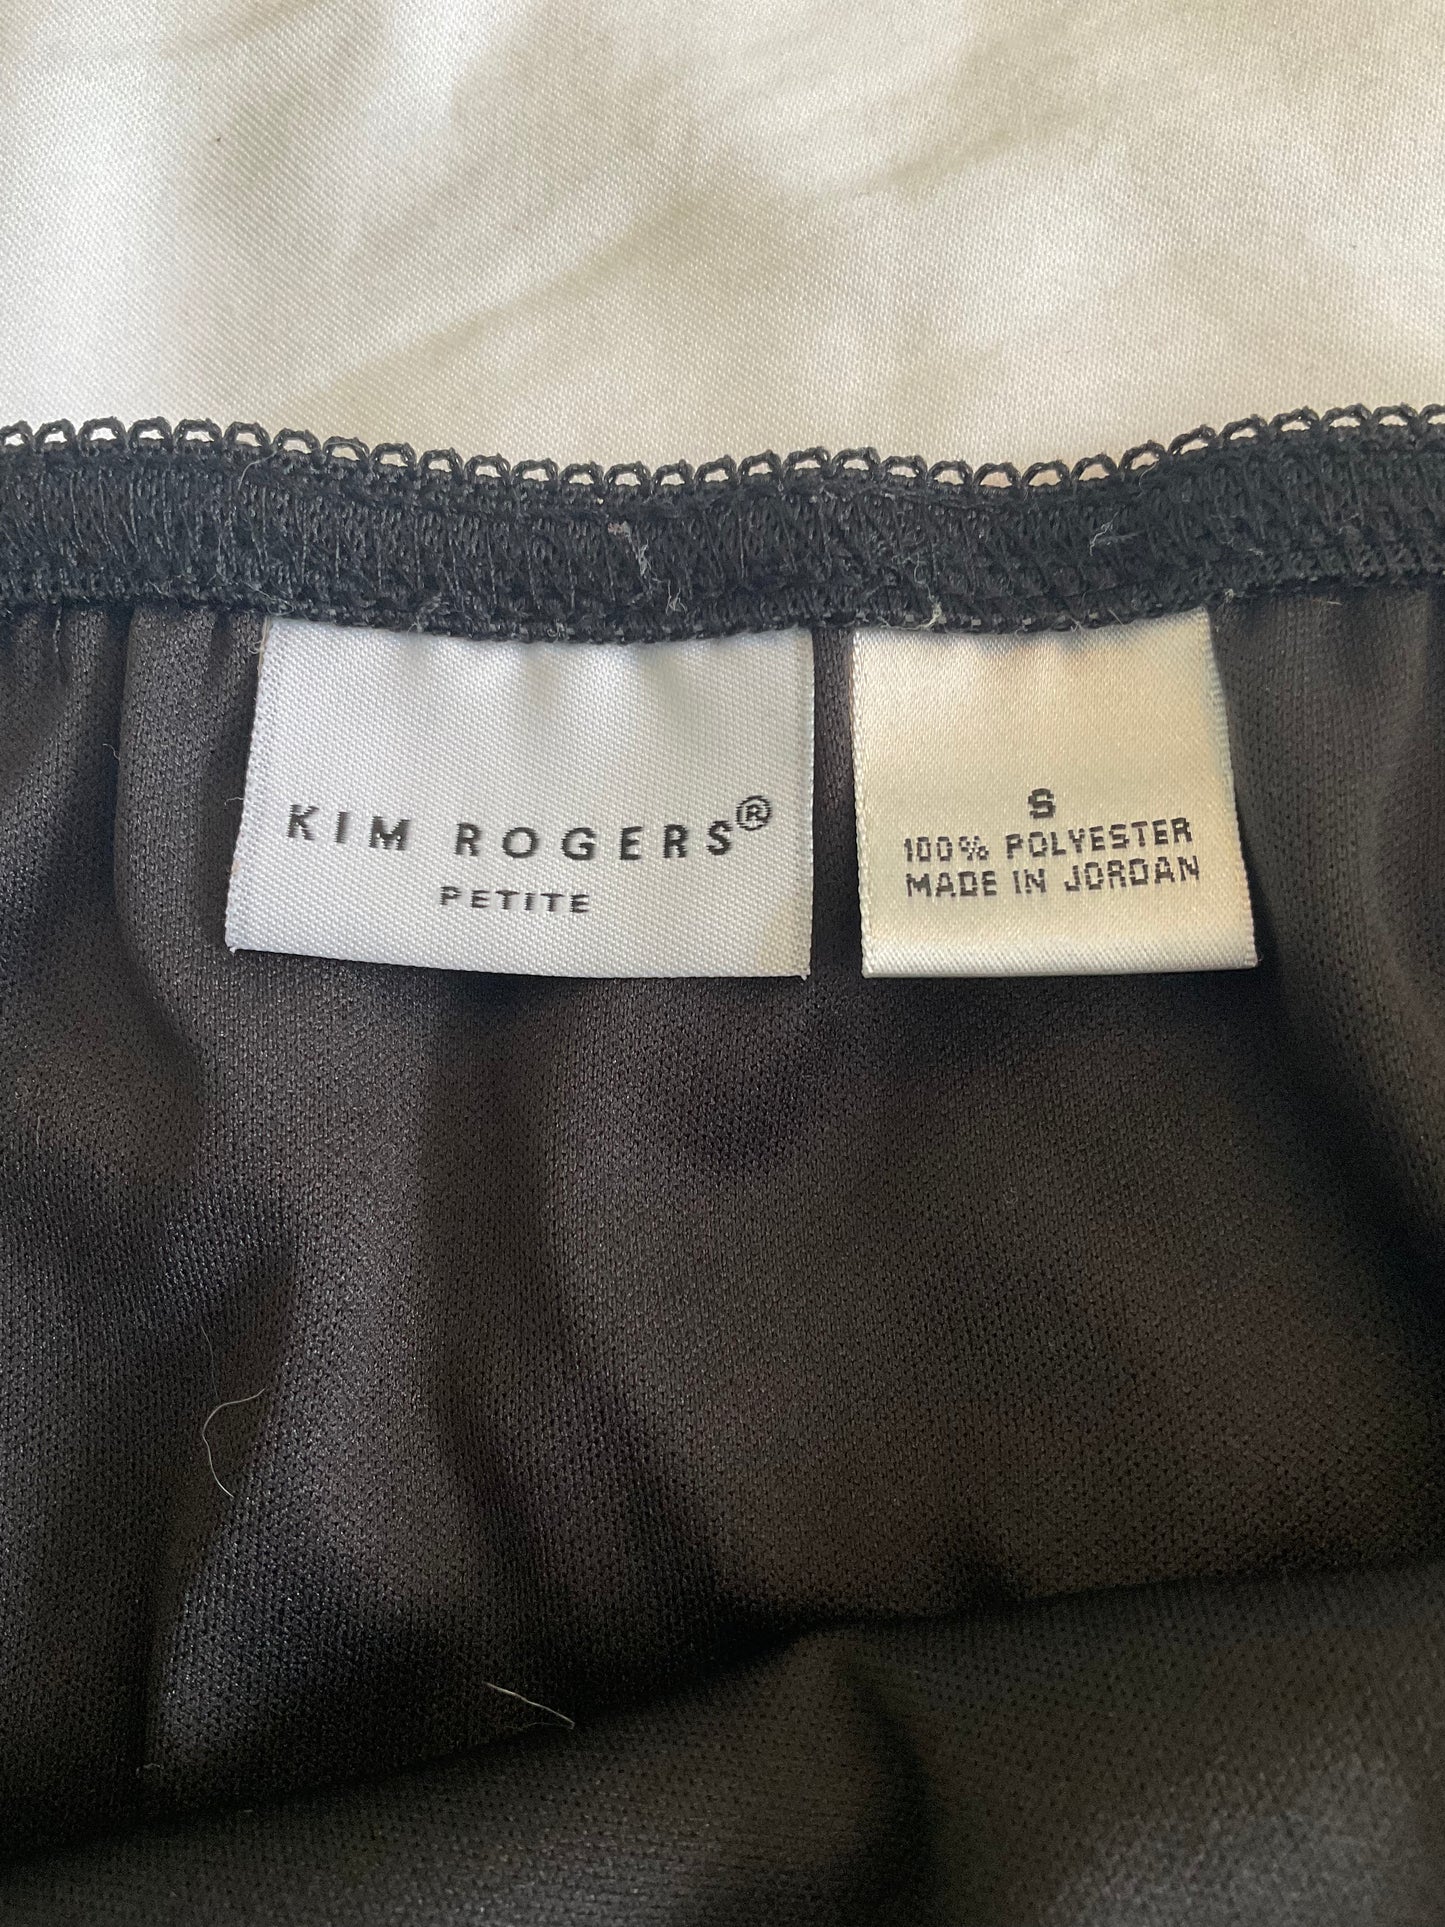 KIM ROGERS®
PETITE
S
100% POLYESTER
MADE IN JORDAN